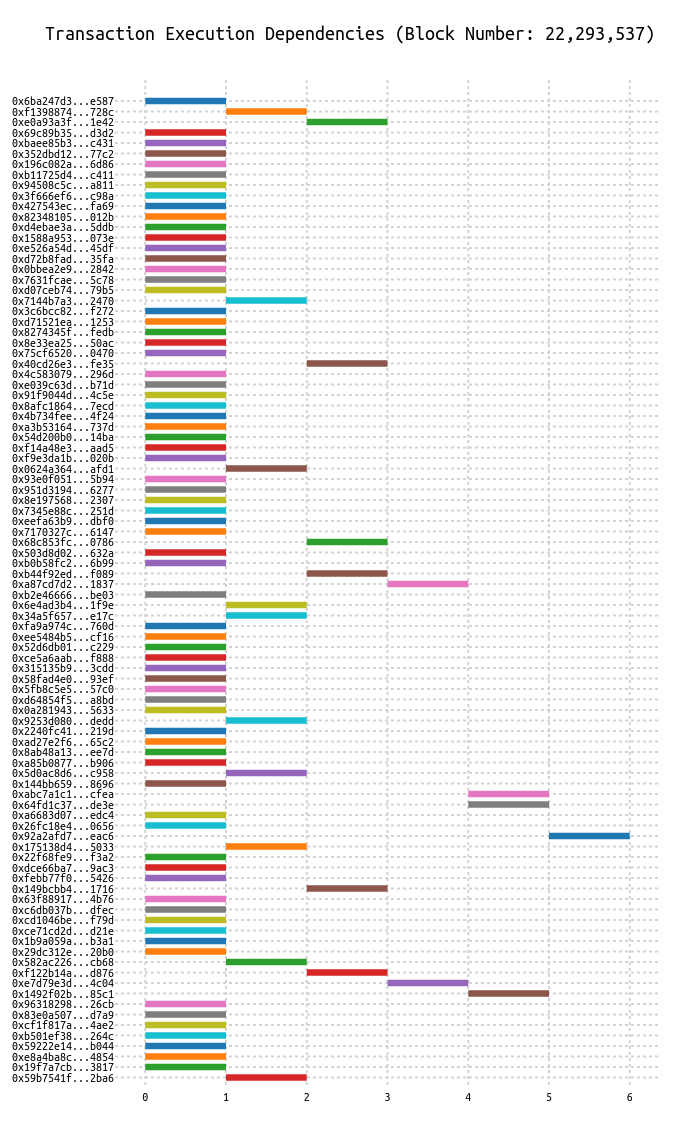 Transaction Execution Dependencies (Block Number: 22,293,537)
0x6ba247d3...e587
0xf1398874...728c
0xe0a93a3f...1e42
0x69c89b35...d3d2
0xbaee85b3...c431
0x352dbd12...77c2
0x196c082a...6d86
0xb11725d4...c411
0x94508c5c...a811
0x3f666ef6...c98a
0x427543ec...fa69
0x82348105...012b
0xd4ebae3a...5ddb
0x1588a953...073e
0xe526a54d...45df
0xd72b8fad...35fa
0x0bbea2e9...2842
0x7631fcae...5c78
0xd07ceb74...79b5
0x7144b7a3...2470
0x3c6bcc82...f272
0xd71521ea...1253
0x8274345f...fedb
0x8e33ea25...50ac
0x75cf6520...0470
0x40cd26e3...fe35
0x4c583079...296d
0xe039c63d...b71d
0x91f9044d...4c5e
0x8afc1864...7ecd
0x4b734fee...4f24
0xa3b53164...737d
0x54d200b0...14ba
0xf14a48e3...aad5
0xf9e3da1b...020b
0x0624a364...afd1
0x93e0f051...5b94
0x951d3194...6277
0x8e197568...2307
0x7345e88c...251d
0xeefa63b9...dbf0
0x7170327c...6147
0x68c853fc...0786
0x503d8d02...632a
0xb0b58fc2...6b99
0xb44f92ed...f089
0xa87cd7d2...1837
0xb2e46666...be03
0x6e4ad3b4...1f9e
0x34a5f657...e17c
0xfa9a974c...760d
0xee5484b5...cf16
0x52d6db01...c229
0xce5a6aab...f888
0x315135b9...3cdd
0x58fad4e0...93ef
0x5fb8c5e5...57c0
0xd64854f5...a8bd
0x0a281943...5633
0x9253d080...dedd
0x2240fc41...219d
0xad27e2f6...65c2
0x8ab48a13...ee7d
0xa85b0877...b906
0x5d0ac8d6...c958
0x144bb659...8696
0xabc7a1c1...cfea
0x64fd1c37...de3e
0xa6683d07...edc4
0x26fc18e4...0656
0x92a2afd7...eac6
0x175138d4...5033
0x22f68fe9...f3a2
0xdce66ba7...9ac3
0xfebb77f0...5426
0x149bcbb4...1716
0x63f88917...4b76
0xc6db037b...dfec
0xcd1046be...f79d
0xce71cd2d...d21e
0x1b9a059a...b3a1
0x29dc312e...20b0
0x582ac226...cb68
0xf122b14a...d876
0xe7d79e3d...4c04
0x1492f02b...85c1
0x96318298...26cb
0x83e0a507...d7a9
0xcf1f817a...4ae2
0xb501ef38...264c
0x59222e14...b044
0xe8a4ba8c...4854
0x19f7a7cb...3817
0x59b7541f...2ba6
0 1 2 3 4 5 6